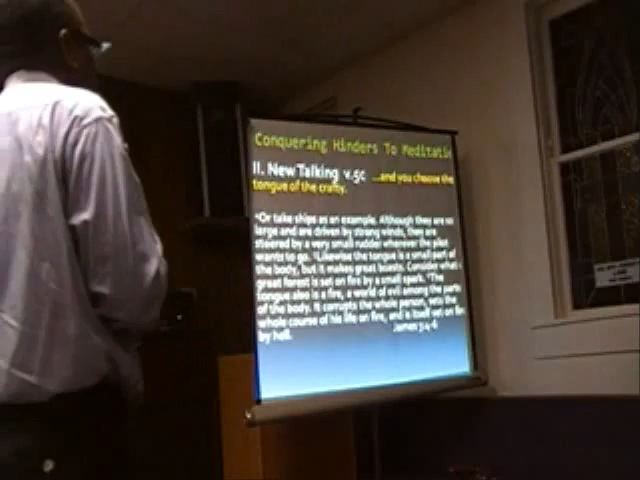 Conquering Hinders To Meditatio
II. New Talking v.5c ...and you choose the
tongue of the crafty.
"Or take ships as an example. Although they are so
large and are driven by strong winds, they are
steered by a very small rudder wherever the pilot
wants to go. Likewise the tongue is a small part of
the body, but it makes great boasts. Consider what a
great forest is set on fire by a small spark. The
tongue also is a fire, a world of evil among the parts
of the body. It corrupts the whole person, sets the
whole course of his life on fire, and is itself set on fire
by hell. James 3:4-6